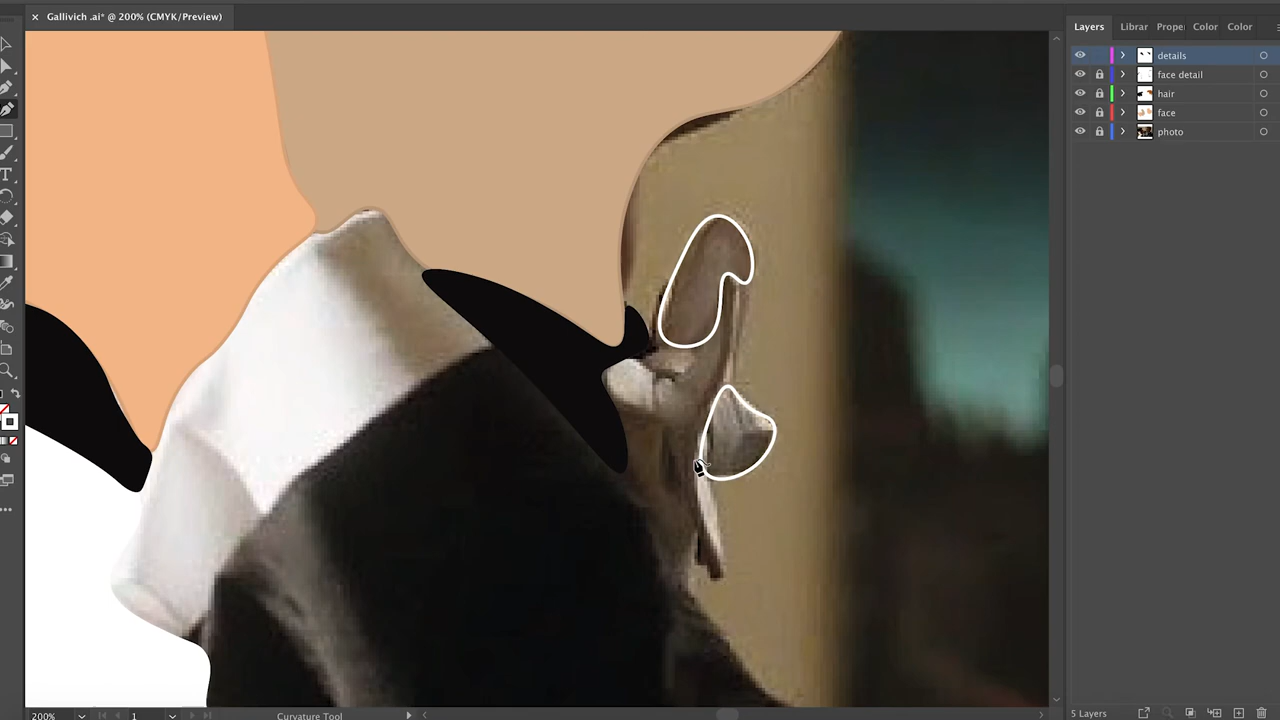 × Gallivich .ai* @ 200% (CMYK/Preview)
Layers Librar Prope Color Color
details
face detail
hair
face
photo
200% 1 Curvature Tool
5 Layers